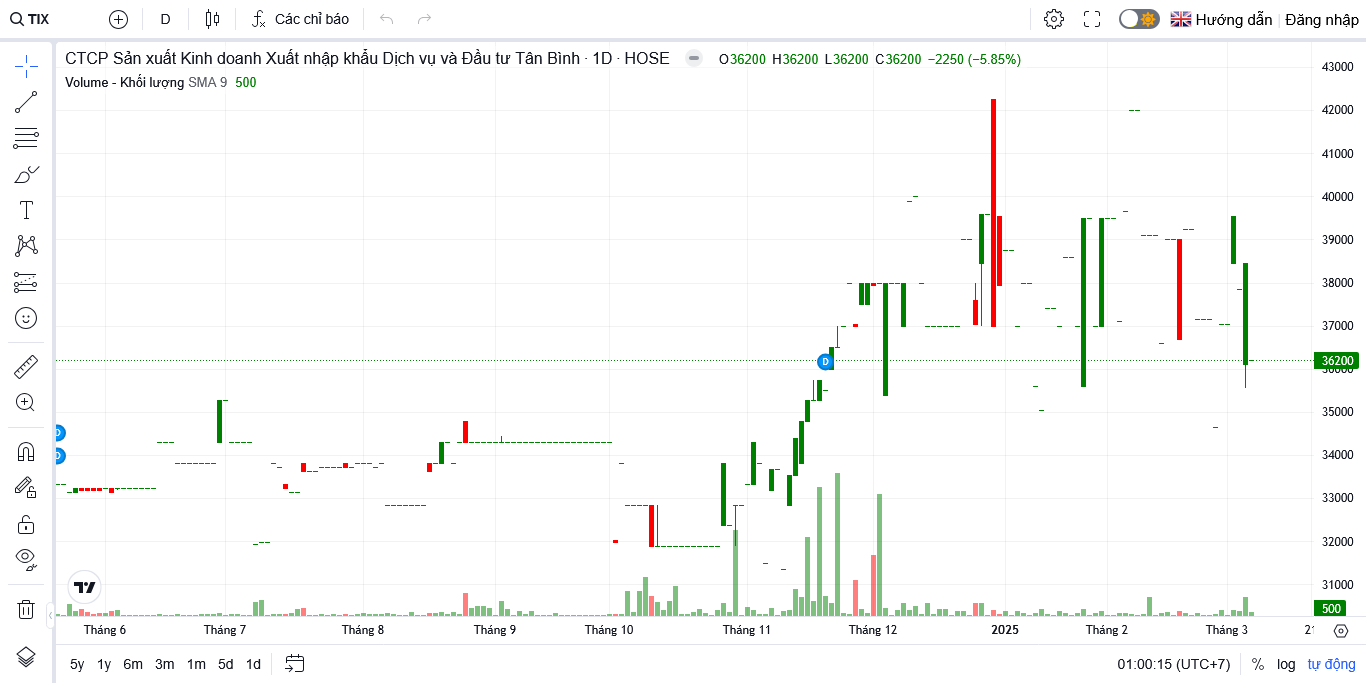 TIX D Các chỉ báo Hướng dẫn Đăng nhập
CTCP Sản xuất Kinh doanh Xuất nhập khẩu Dịch vụ và Đầu tư Tân Bình · 1D · HOSE O36200 H36200 L36200 C36200 −2250 (−5.85%)
Volume - Khối lượng SMA 9 500
43000
42000
41000
40000
39000
38000
37000
36200
36000
35000
34000
33000
32000
31000
500
D
D
D
Tháng 6 Tháng 7 Tháng 8 Tháng 9 Tháng 10 Tháng 11 Tháng 12 2025 Tháng 2 Tháng 3
5y 1y 6m 3m 1m 5d 1d 01:00:15 (UTC+7) % log tự động